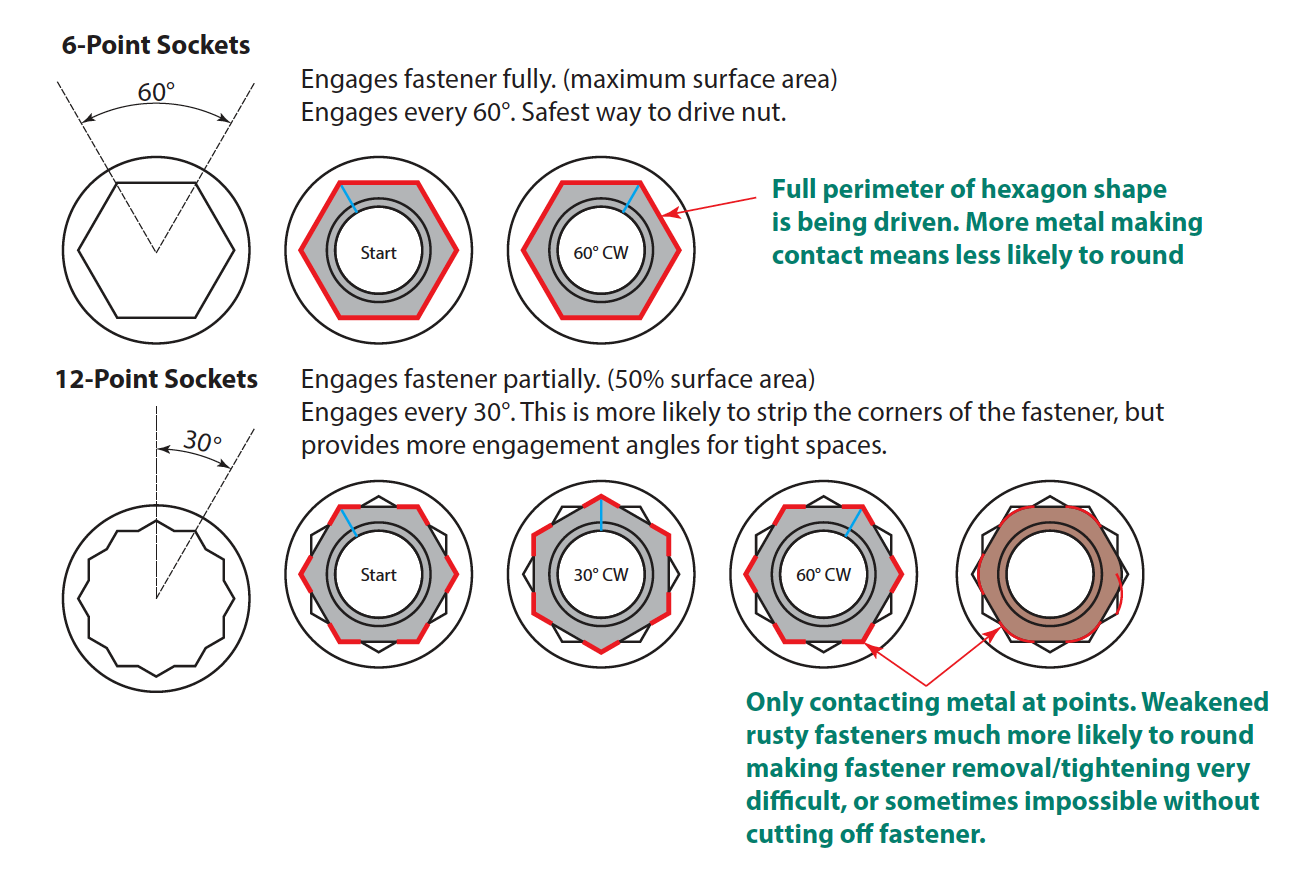 6-Point Sockets
60°
Engages fastener fully. (maximum surface area)
Engages every 60°. Safest way to drive nut.
Start
60° CW
Full perimeter of hexagon shape
is being driven. More metal making
contact means less likely to round
12-Point Sockets
30°
Engages fastener partially. (50% surface area)
Engages every 30°. This is more likely to strip the corners of the fastener, but
provides more engagement angles for tight spaces.
Start
30° CW
60° CW
Only contacting metal at points. Weakened
rusty fasteners much more likely to round
making fastener removal/tightening very
difficult, or sometimes impossible without
cutting off fastener.